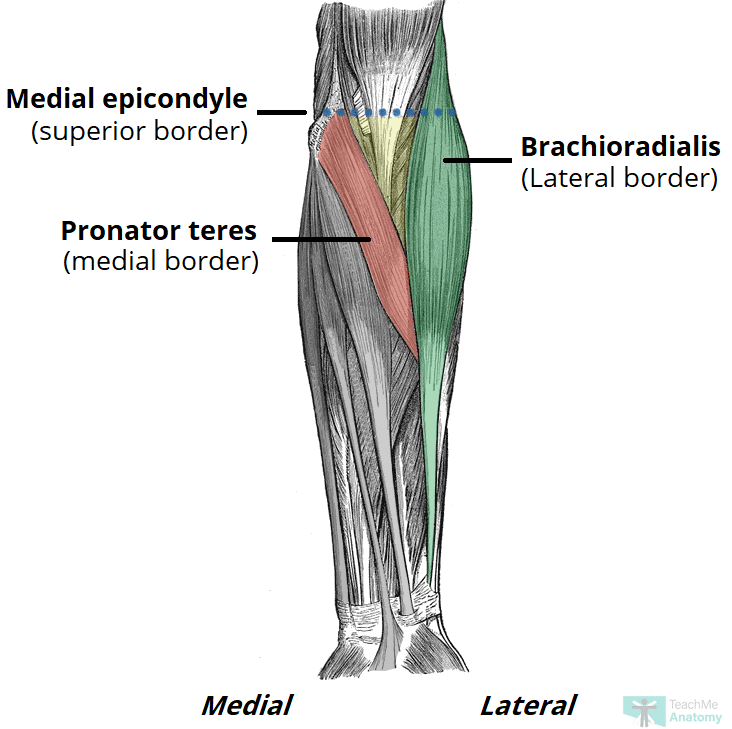 Medial epicondyle
(superior border)
Brachioradialis
(Lateral border)
Pronator teres
(medial border)
Medial
Lateral
TeachMe
Anatomy